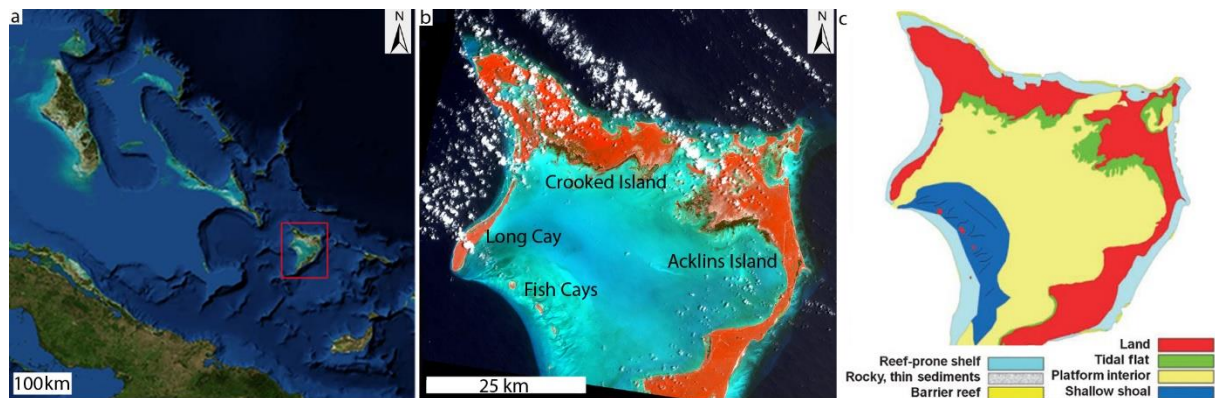 a
N
100km
b
N
Crooked Island
Long Cay
Acklins Island
Fish Cays
25 km
c
Land
Reef-prone shelf
Tidal flat
Rocky, thin sediments
Platform interior
Barrier reef
Shallow shoal